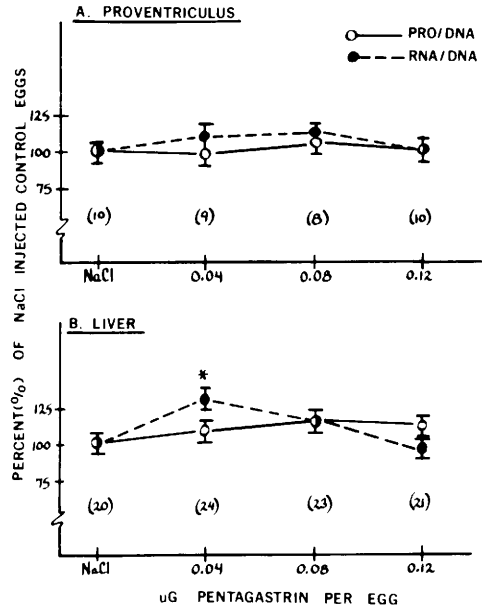 A. PROVENTRICULUS
PRO/DNA
RNA/DNA
125
100
75
(10) (9) (8) (10)
NaCl 0.04 0.08 0.12
B. LIVER
*
125
100
75
(20) (24) (23) (21)
NaCl 0.04 0.08 0.12
uG PENTAGASTRIN PER EGG
PERCENT(%) OF NaCl INJECTED CONTROL EGGS